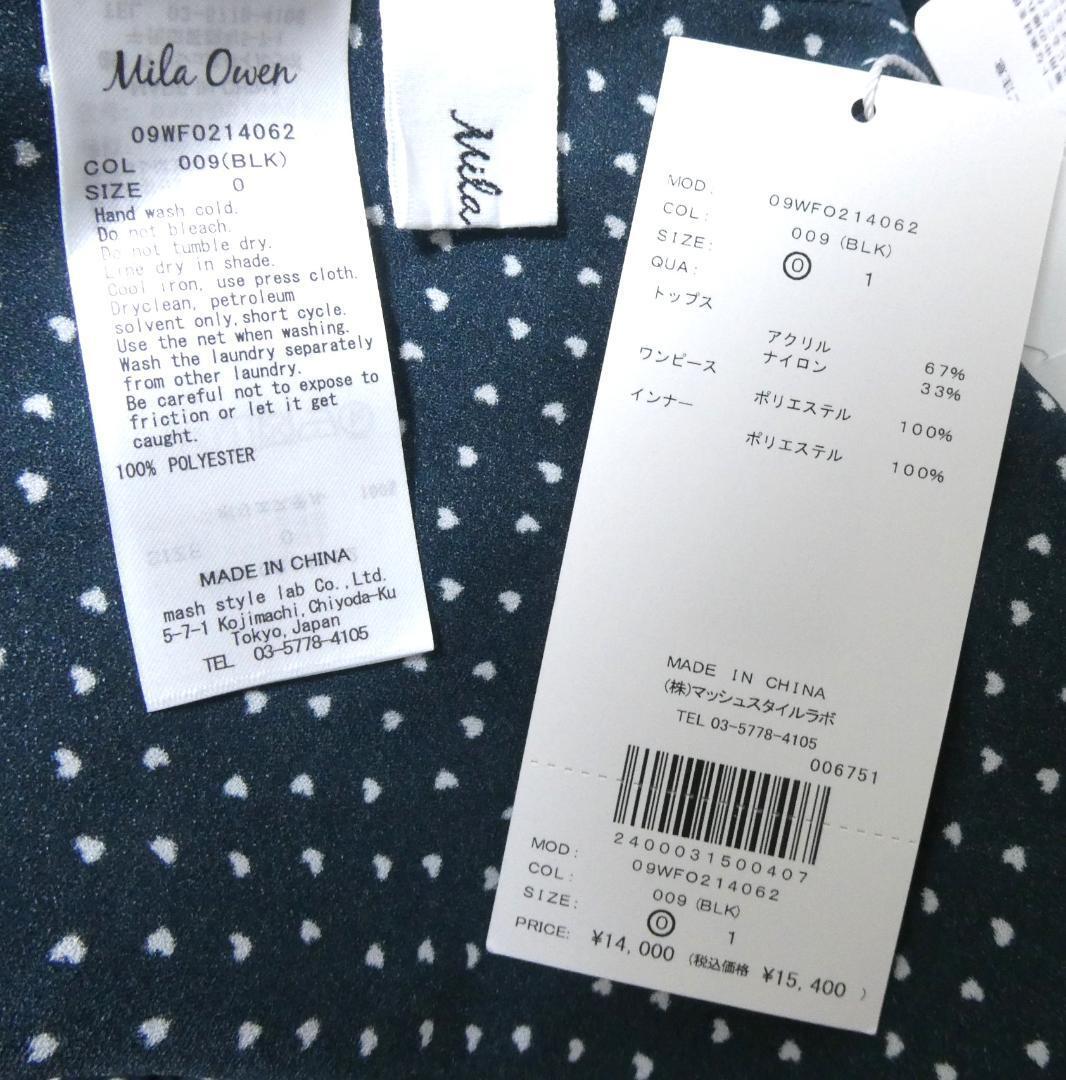 Mila Owen
09WFO214062
COL 009(BLK)
SIZE 0
Hand wash cold.
Do not bleach.
Do not tumble dry.
Line dry in shade.
Cool iron, use press cloth.
Dryclean, petroleum
solvent only,short cycle.
Use the net when washing.
Wash the laundry separately
from other laundry.
Be careful not to expose to
friction or let it get
caught.
100% POLYESTER
MADE IN CHINA
mash style lab Co.,Ltd.
5-7-1 Kojimachi,Chiyoda-Ku
Tokyo,Japan
TEL 03-5778-4105
Mila
MOD: 09WFO214062
COL: 009 (BLK)
SIZE: 0 1
QUA:
トップス
アクリル 67%
ナイロン 33%
ワンピース
ポリエステル 100%
インナー
ポリエステル 100%
MADE IN CHINA
(株)マッシュスタイルラボ
TEL 03-5778-4105
006751
2400031500407
MOD: 09WFO214062
COL: 009 (BLK)
SIZE: 0 1
PRICE: ¥14,000 (税込価格 ¥15,400 )